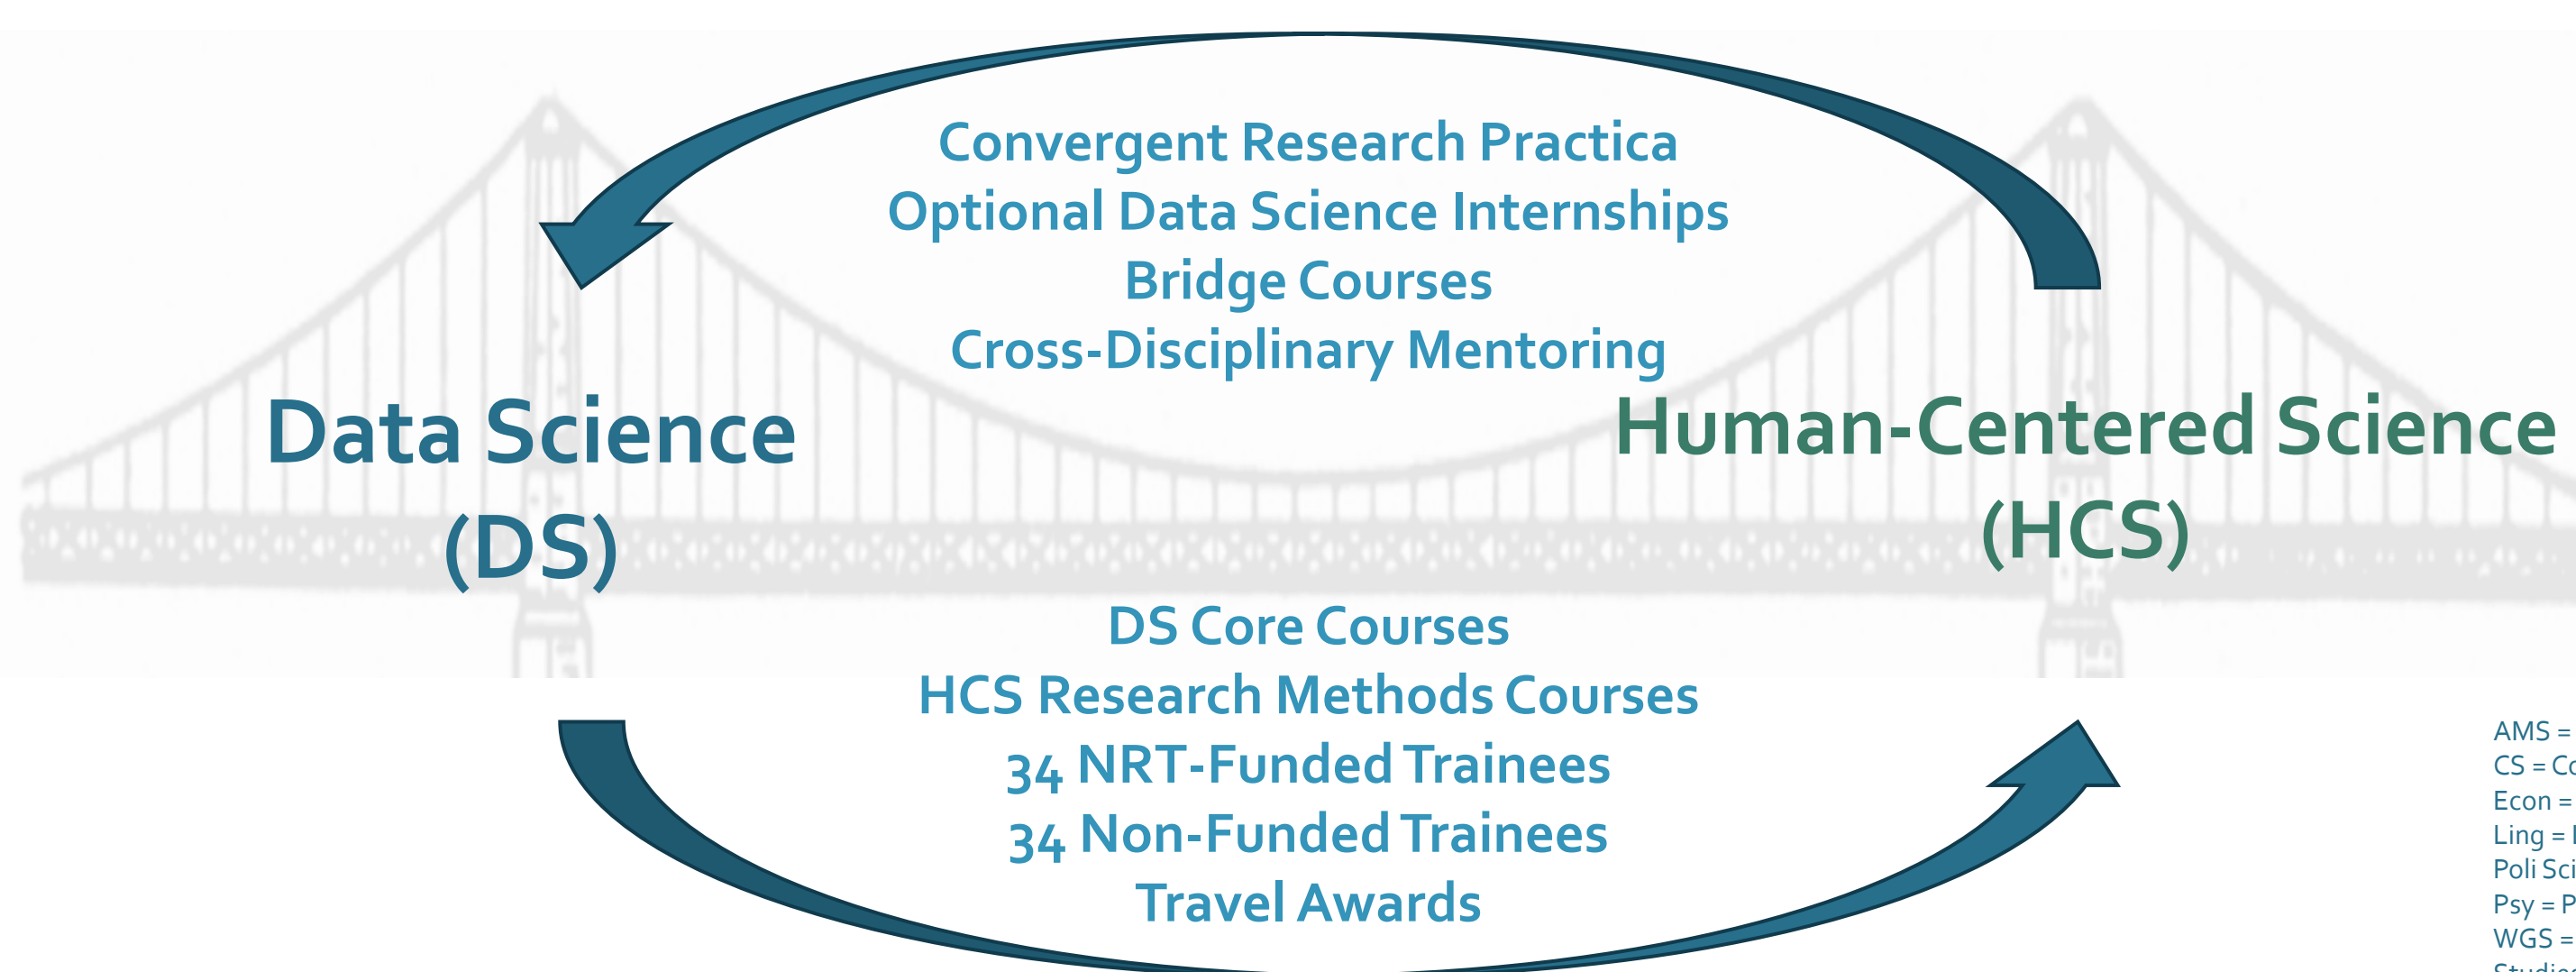 Convergent Research Practica
Optional Data Science Internships
Bridge Courses
Cross-Disciplinary Mentoring
Data Science
(DS)
Human-Centered Science
(HCS)
DS Core Courses
HCS Research Methods Courses
34 NRT-Funded Trainees
34 Non-Funded Trainees
Travel Awards
AMS =
CS =
Econ =
Ling =
Poli Sci
Psy =
WGS =